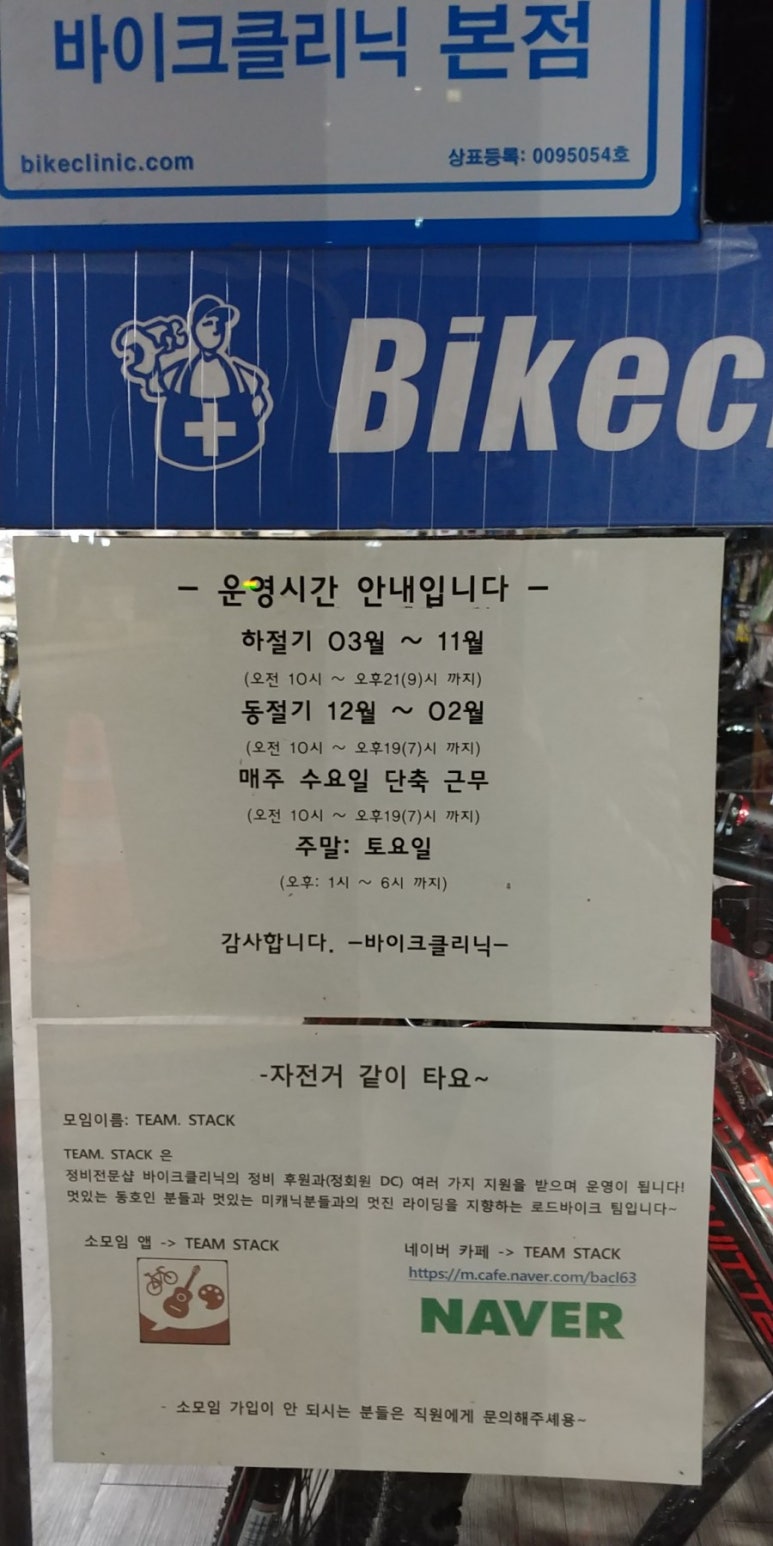 바이크클리닉 본점
bikeclinic.com
상표등록: 0095054호
Bikec
- 운영시간 안내입니다 -
하절기 03월 ~ 11월
(오전 10시 ~ 오후21(9)시 까지)
동절기 12월 ~ 02월
(오전 10시 ~ 오후19(7)시 까지)
매주 수요일 단축 근무
(오전 10시 ~ 오후19(7)시 까지)
주말: 토요일
(오후: 1시 ~ 6시 까지)
감사합니다. -바이크클리닉-
-자전거 같이 타요~
모임이름: TEAM. STACK
TEAM. STACK 은
정비전문샵 바이크클리닉의 정비 후원과(정회원 DC) 여러 가지 지원을 받으며 운영이 됩니다!
멋있는 동호인 분들과 멋있는 미캐닉분들과의 멋진 라이딩을 지향하는 로드바이크 팀입니다~
소모임 앱 -> TEAM STACK
네이버 카페 -> TEAM STACK
https://m.cafe.naver.com/bacl63
NAVER
- 소모임 가입이 안 되시는 분들은 직원에게 문의해주셰용~